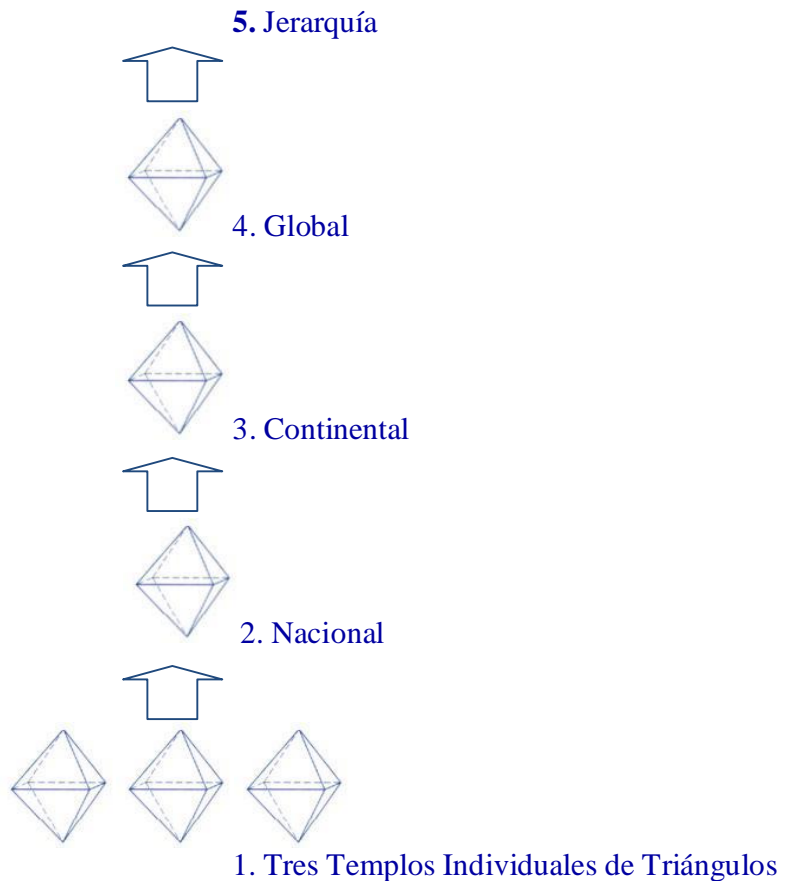 5. Jerarquía
4. Global
3. Continental
2. Nacional
1. Tres Templos Individuales de Triángulos